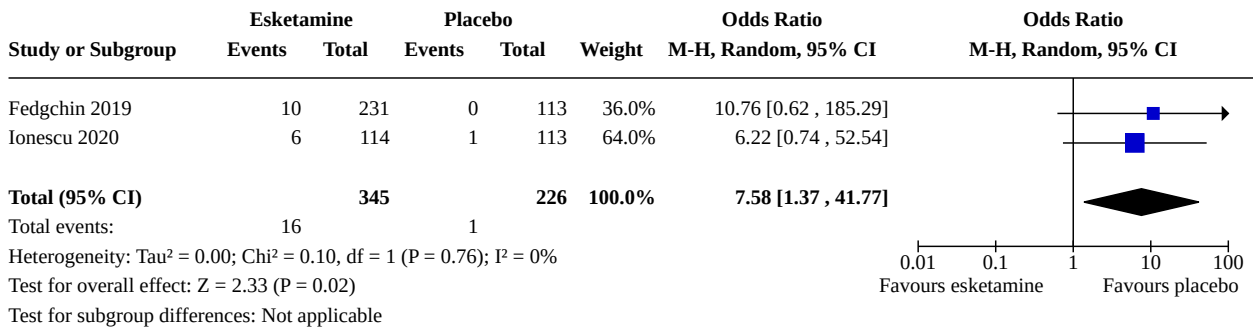 Esketamine Placebo Odds Ratio Odds Ratio
Study or Subgroup Events Total Events Total Weight M-H, Random, 95% CI M-H, Random, 95% CI
Fedgchin 2019 10 231 0 113 36.0% 10.76 [0.62 , 185.29]
Ionescu 2020 6 114 1 113 64.0% 6.22 [0.74 , 52.54]
Total (95% CI) 345 226 100.0% 7.58 [1.37 , 41.77]
Total events: 16 1
Heterogeneity: Tau² = 0.00; Chi² = 0.10, df = 1 (P = 0.76); I² = 0%
0.01 0.1 1 10 100
Test for overall effect: Z = 2.33 (P = 0.02) Favours esketamine Favours placebo
Test for subgroup differences: Not applicable